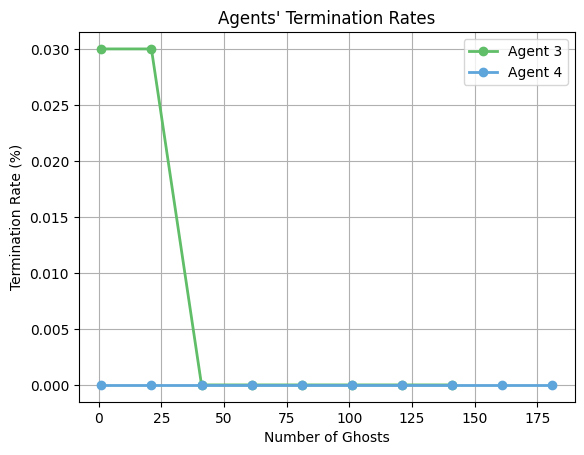 Agents' Termination Rates
Agent 3
Agent 4
Termination Rate (%)
0.030
0.025
0.020
0.015
0.010
0.005
0.000
0 25 50 75 100 125 150 175
Number of Ghosts